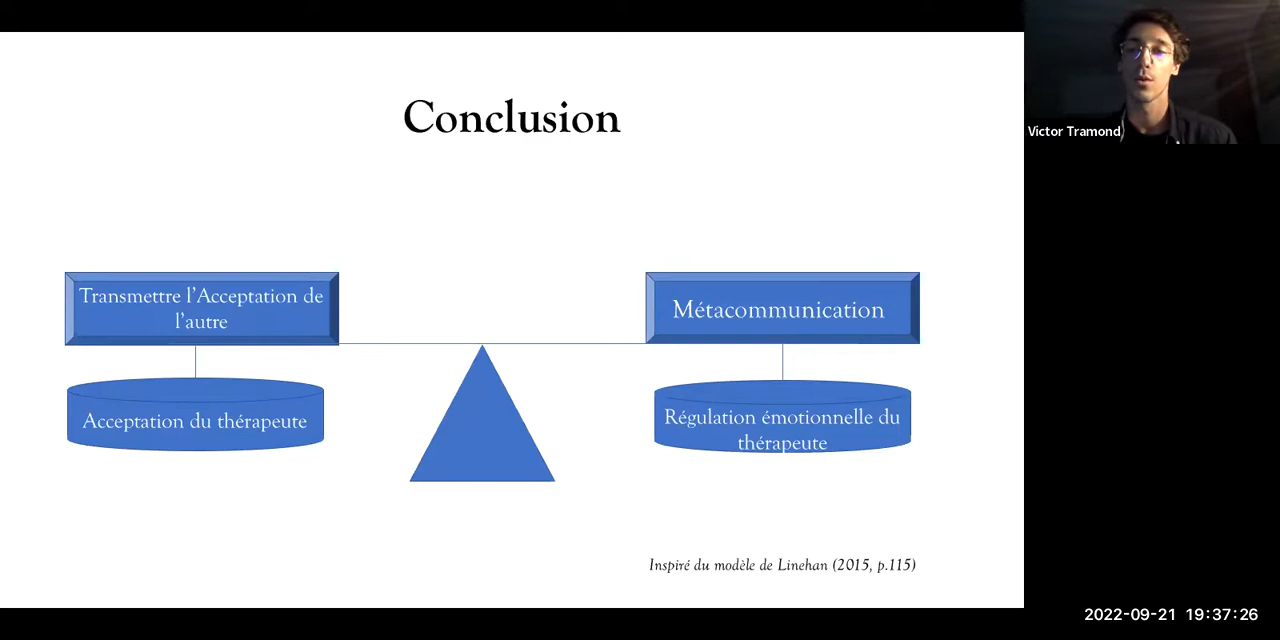 Conclusion
Transmettre l’Acceptation de
l’autre
Métacommunication
Acceptation du thérapeute
Régulation émotionnelle du
thérapeute
Inspiré du modèle de Linehan (2015, p.115)
Victor Tramond
2022-09-21 19:37:26